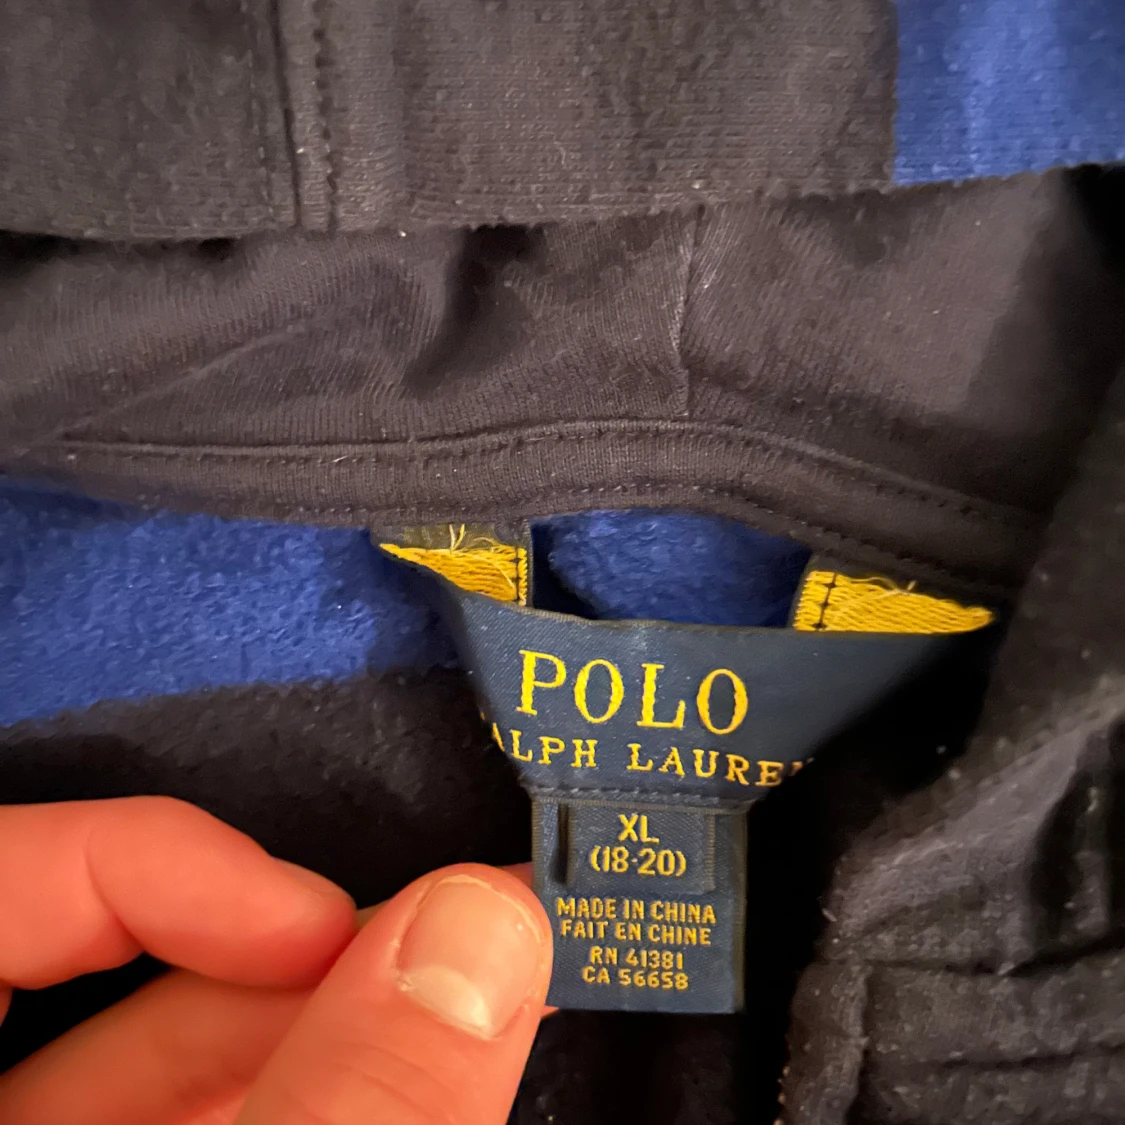 POLO
ALPH LAURE
XL
(18-20)
MADE IN CHINA
FAIT EN CHINE
RN 41381
CA 56658